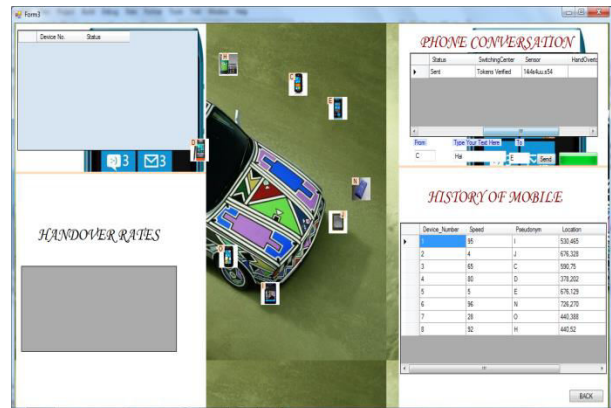 Form3
Device No. Status
3 3
HANDOVER RATES
H
C
E
D
N
PHONE CONVERSATION
Status SwitchingCenter Sensor HandOverto
Sent Tokens Verified
From Type Your Text Here To
C Hai E Send
HISTORY OF MOBILE
Device_Number Speed Pseudonym Location
1 95 I 530,465
2 4 J 676,328
3 65 C 590,75
4 80 D 378,202
5 5 E 676,129
6 96 N 726,270
7 28 O 440,388
8 92 H 440,52
BACK